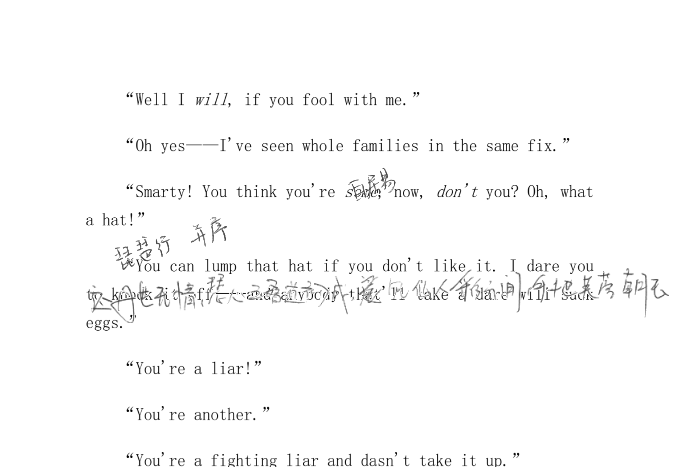 “Well I will, if you fool with me.”
“Oh yes——I've seen whole families in the same fix.”
“Smarty! You think you're some, now, don't you? Oh, what
白居易
a hat!”
琵琶行 并序
“You can lump that hat if you don't like it. I dare you
to knock it off——and anybody that'll take a dare will suck
eggs.”
“You're a liar!”
“You're another.”
“You're a fighting liar and dasn't take it up.”